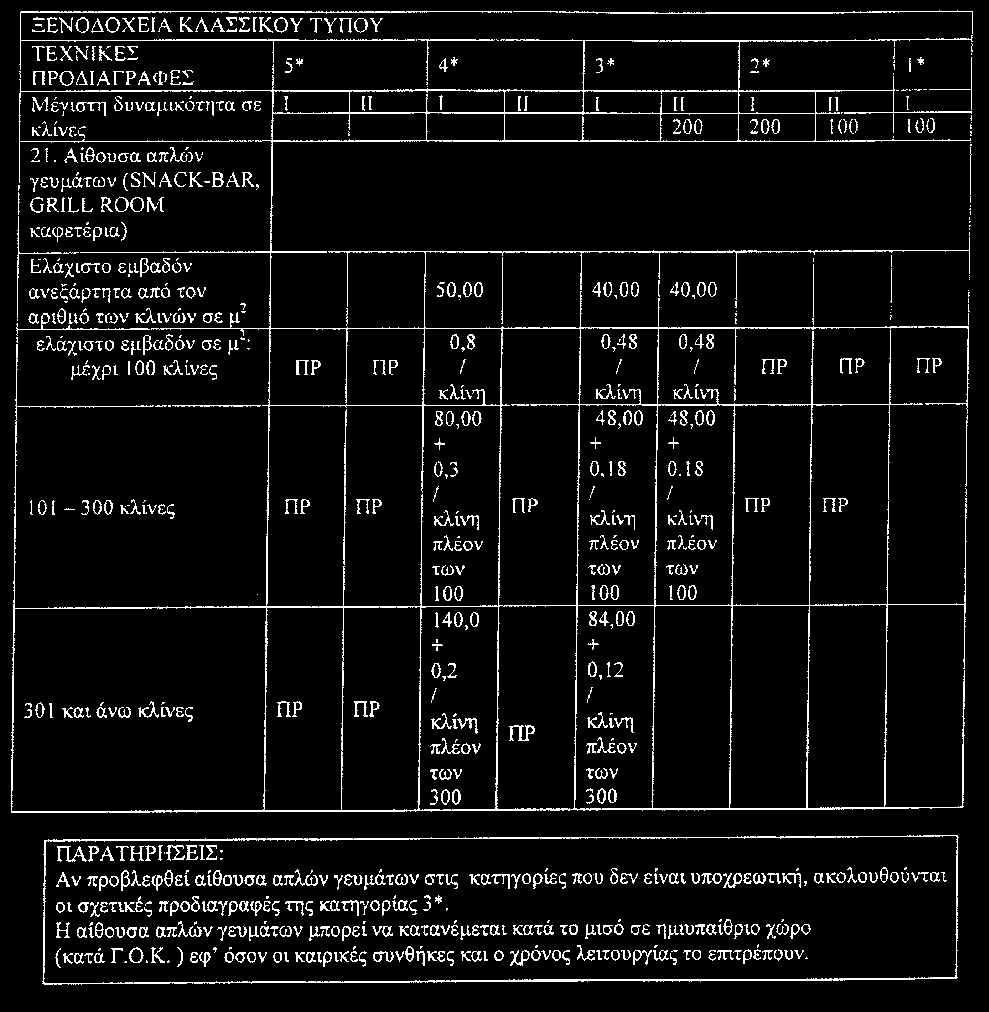 ΞΕΝΟΔΟΧΕΙΑ ΚΛΑΣΣΙΚΟΥ ΤΥΠΟΥ
ΤΕΧΝΙΚΕΣ
ΠΡΟΔΙΑΓΡΑΦΕΣ 5* 4* 3* 2* 1*
Μέγιστη δυναμικότητα σε I II I II I II I II I
κλίνες 200 200 100 100
21. Αίθουσα απλών
γευμάτων (SNACK-BAR,
GRILL ROOM
καφετέρια)
Ελάχιστο εμβαδόν
ανεξάρτητα από τον 50,00 40,00 40,00
αριθμό των κλινών σε μ²
ελάχιστο εμβαδόν σε μ²: 0,8 0,48 0,48
μέχρι 100 κλίνες ΠΡ ΠΡ / / / ΠΡ ΠΡ ΠΡ
κλίνη κλίνη κλίνη
80,00 48,00 48,00
+ + +
0,3 0,18 0.18
/ / /
101 – 300 κλίνες ΠΡ ΠΡ κλίνη ΠΡ κλίνη κλίνη ΠΡ ΠΡ
πλέον πλέον πλέον
των των των
100 100 100
140,0 84,00
+ +
0,2 0,12
/ /
301 και άνω κλίνες ΠΡ ΠΡ κλίνη ΠΡ κλίνη
πλέον πλέον
των των
300 300
ΠΑΡΑΤΗΡΗΣΕΙΣ:
Αν προβλεφθεί αίθουσα απλών γευμάτων στις κατηγορίες που δεν είναι υποχρεωτική, ακολουθούνται
οι σχετικές προδιαγραφές της κατηγορίας 3*.
Η αίθουσα απλών γευμάτων μπορεί να κατανέμεται κατά το μισό σε ημιυπαίθριο χώρο
(κατά Γ.Ο.Κ. ) εφ’ όσον οι καιρικές συνθήκες και ο χρόνος λειτουργίας το επιτρέπουν.